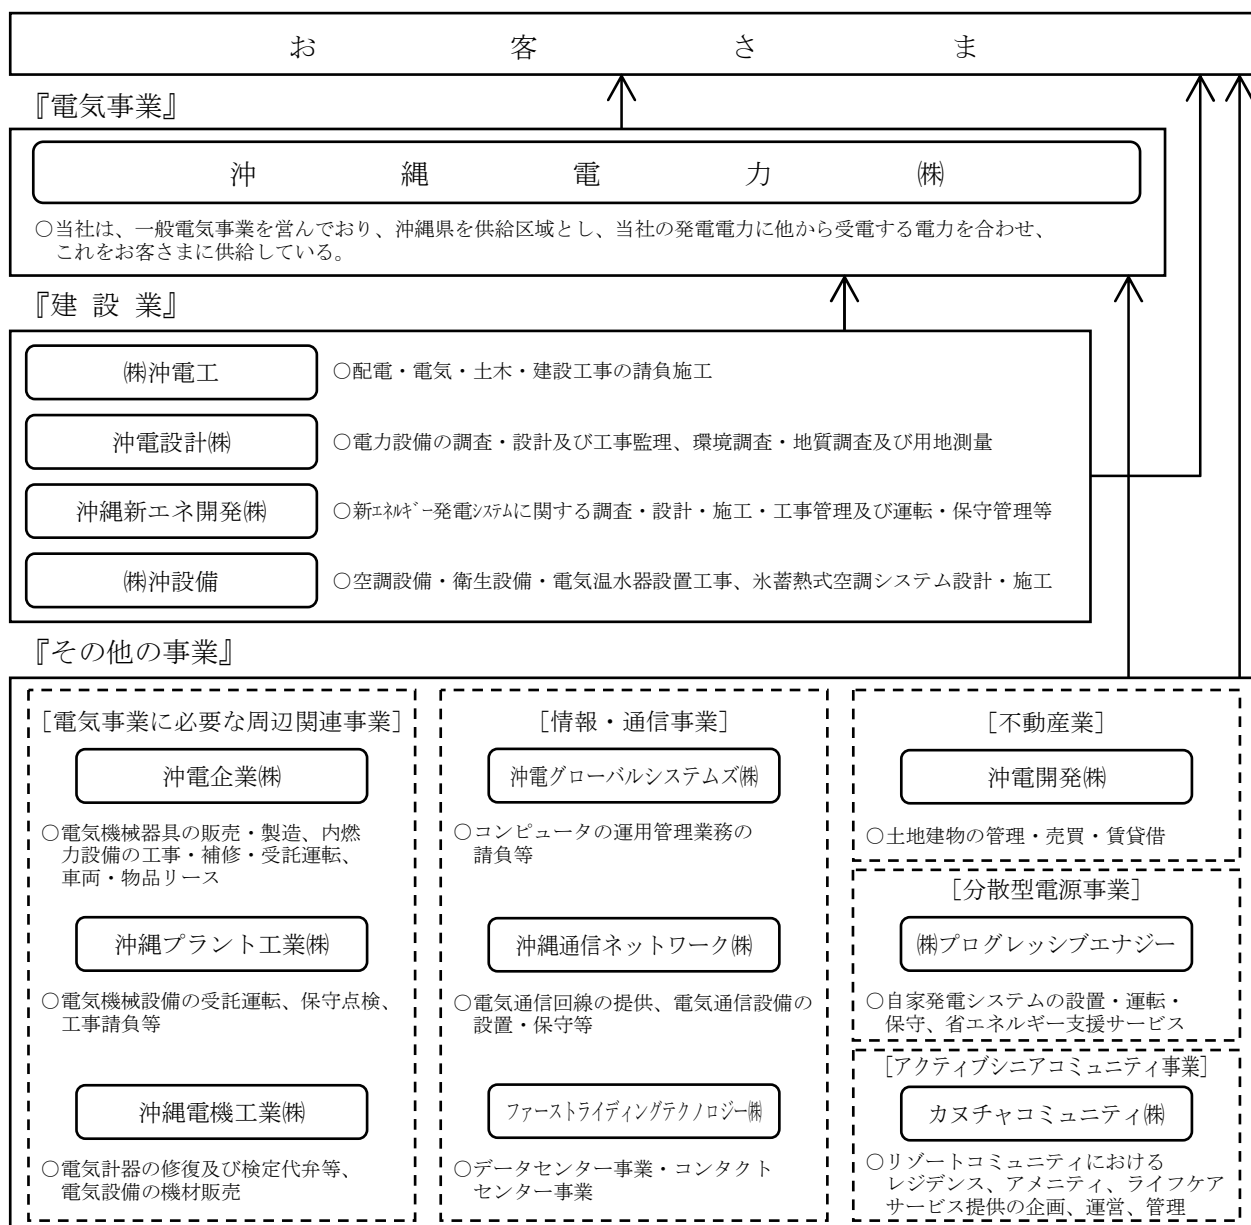 お客さま
『電気事業』
沖縄電力㈱
○当社は、一般電気事業を営んでおり、沖縄県を供給区域とし、当社の発電電力に他から受電する電力を合わせ、
これをお客さまに供給している。
『建設業』
㈱沖電工
○配電・電気・土木・建設工事の請負施工
沖電設計㈱
○電力設備の調査・設計及び工事監理、環境調査・地質調査及び用地測量
沖縄新エネ開発㈱
○新ｴﾈﾙｷﾞｰ発電ｼｽﾃﾑに関する調査・設計・施工・工事管理及び運転・保守管理等
㈱沖設備
○空調設備・衛生設備・電気温水器設置工事、氷蓄熱式空調システム設計・施工
『その他の事業』
[電気事業に必要な周辺関連事業]
沖電企業㈱
○電気機械器具の販売・製造、内燃
力設備の工事・補修・受託運転、
車両・物品リース
沖縄プラント工業㈱
○電気機械設備の受託運転、保守点検、
工事請負等
沖縄電機工業㈱
○電気計器の修復及び検定代弁等、
電気設備の機材販売
[情報・通信事業]
沖電グローバルシステムズ㈱
○コンピュータの運用管理業務の
請負等
沖縄通信ネットワーク㈱
○電気通信回線の提供、電気通信設備の
設置・保守等
ファーストライディングテクノロジー㈱
○データセンター事業・コンタクト
センター事業
[不動産業]
沖電開発㈱
○土地建物の管理・売買・賃貸借
[分散型電源事業]
㈱プログレッシブエナジー
○自家発電システムの設置・運転・
保守、省エネルギー支援サービス
[アクティブシニアコミュニティ事業]
カヌチャコミュニティ㈱
○リゾートコミュニティにおける
レジデンス、アメニティ、ライフケア
サービス提供の企画、運営、管理